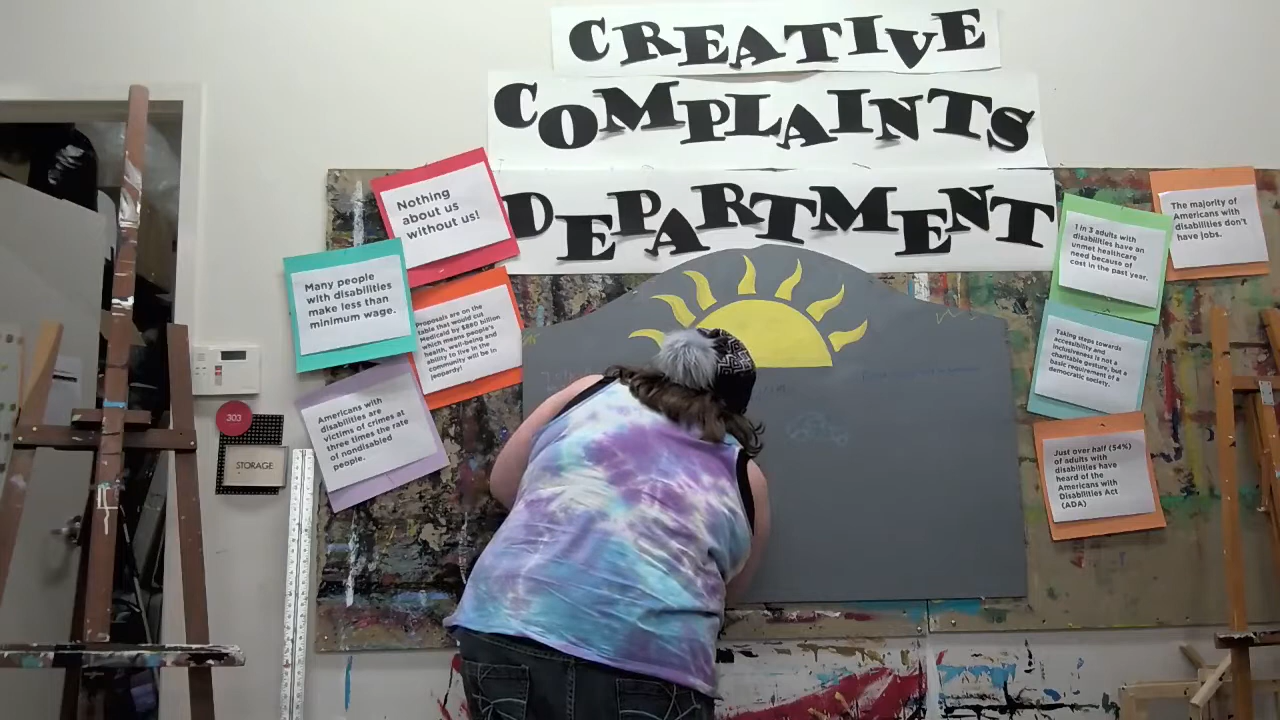 CREATIVE
COMPLAINTS
DEPARTMENT
Nothing
about us
without us!
Many people
with disabilities
make less than
minimum wage.
Proposals are on the
table that would cut
Medicaid by $880 billion
which means people's
health, well-being and
ability to live in the
community will be in
jeopardy!
Americans with
disabilities are
victims of crimes at
three times the rate
of nondisabled
people.
303
STORAGE
The majority of
Americans with
disabilities don't
have jobs.
1 in 3 adults with
disabilities have an
unmet healthcare
need because of
cost in the past year.
Taking steps towards
accessibility and
inclusiveness is not a
charitable gesture, but a
basic requirement of a
democratic society.
Just over half (54%)
of adults with
disabilities have
heard of the
Americans with
Disabilities Act
(ADA)